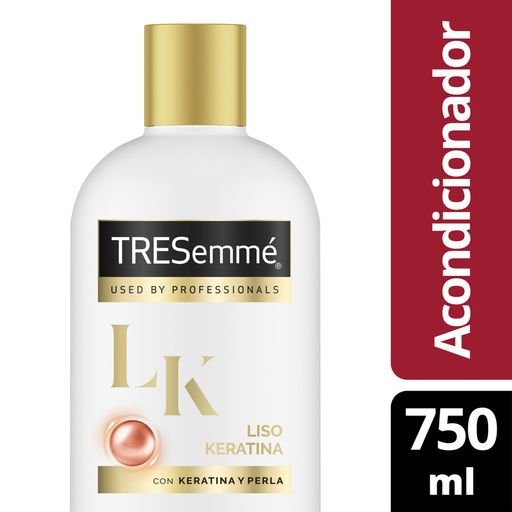 TRESemmé®
USED BY PROFESSIONALS
LK
LISO
KERATINA
CON KERATINA Y PERLA
Acondicionador
750
ml